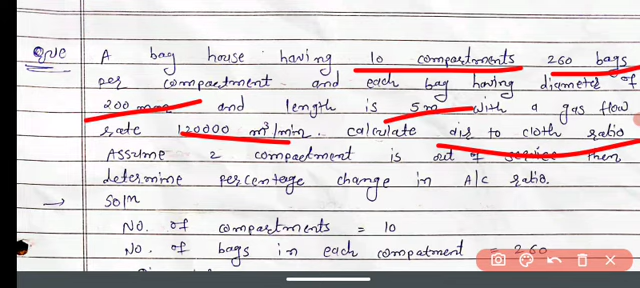 Que A bag house having 10 compartments 260 bags
per compartment and each bag having diameter of
200 mm and length is 5m with a gas flow
rate 120000 m³/min. calculate air to cloth ratio
Assume 2 compartment is out of service then
determine percentage change in A/c ratio.
→ Solⁿ
No. of compartments = 10
No. of bags in each compatment = 260